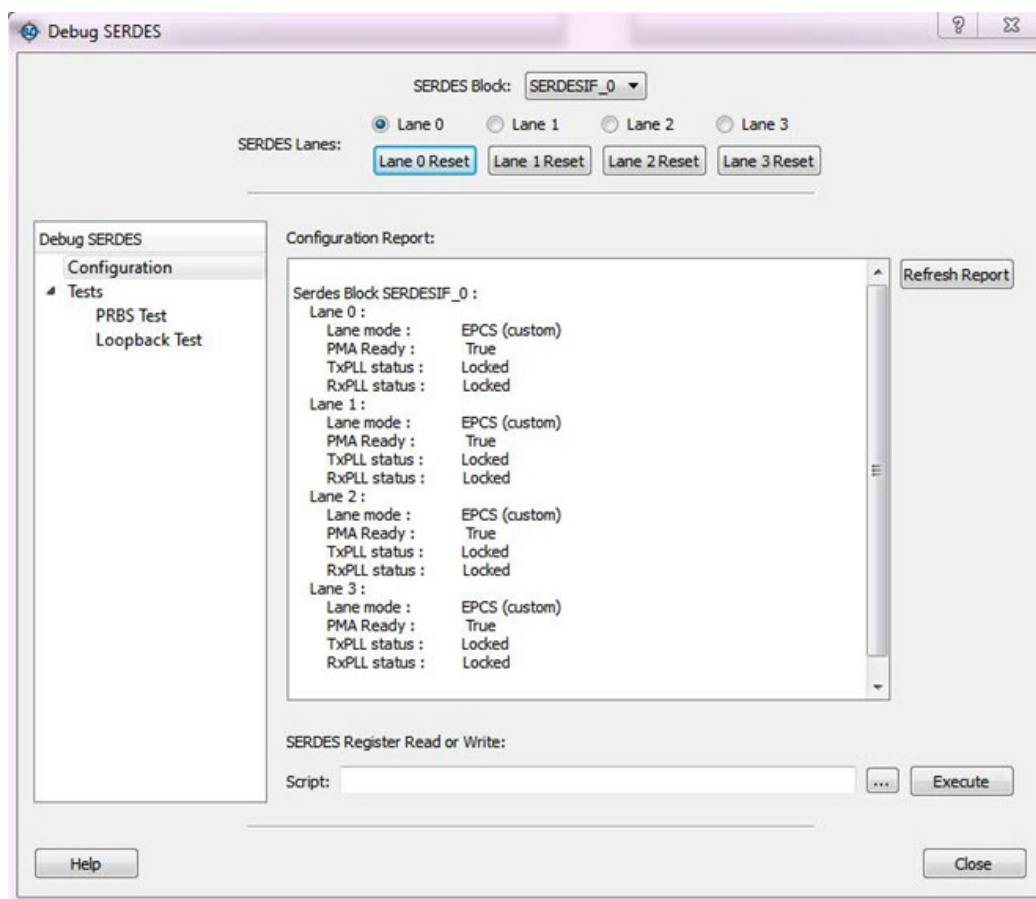 Debug SERDES
SERDES Block: SERDESIF_0
Lane 0 Lane 1 Lane 2 Lane 3
SERDES Lanes:
Lane 0 Reset Lane 1 Reset Lane 2 Reset Lane 3 Reset
Debug SERDES
Configuration
Tests
PRBS Test
Loopback Test
Configuration Report:
Refresh Report
Serdes Block SERDESIF_0 :
Lane 0 :
Lane mode : EPCS (custom)
PMA Ready : True
TxPLL status : Locked
RxPLL status : Locked
Lane 1 :
Lane mode : EPCS (custom)
PMA Ready : True
TxPLL status : Locked
RxPLL status : Locked
Lane 2 :
Lane mode : EPCS (custom)
PMA Ready : True
TxPLL status : Locked
RxPLL status : Locked
Lane 3 :
Lane mode : EPCS (custom)
PMA Ready : True
TxPLL status : Locked
RxPLL status : Locked
SERDES Register Read or Write:
Script: ... Execute
Help Close